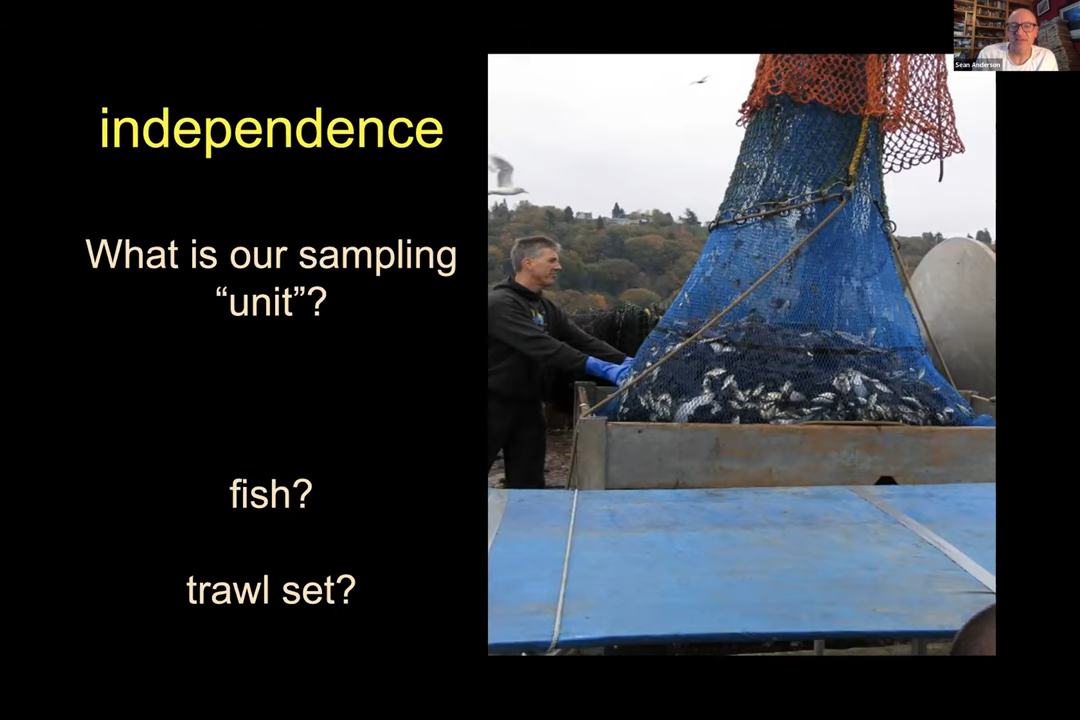 Sean Anderson
independence
What is our sampling
“unit”?
fish?
trawl set?